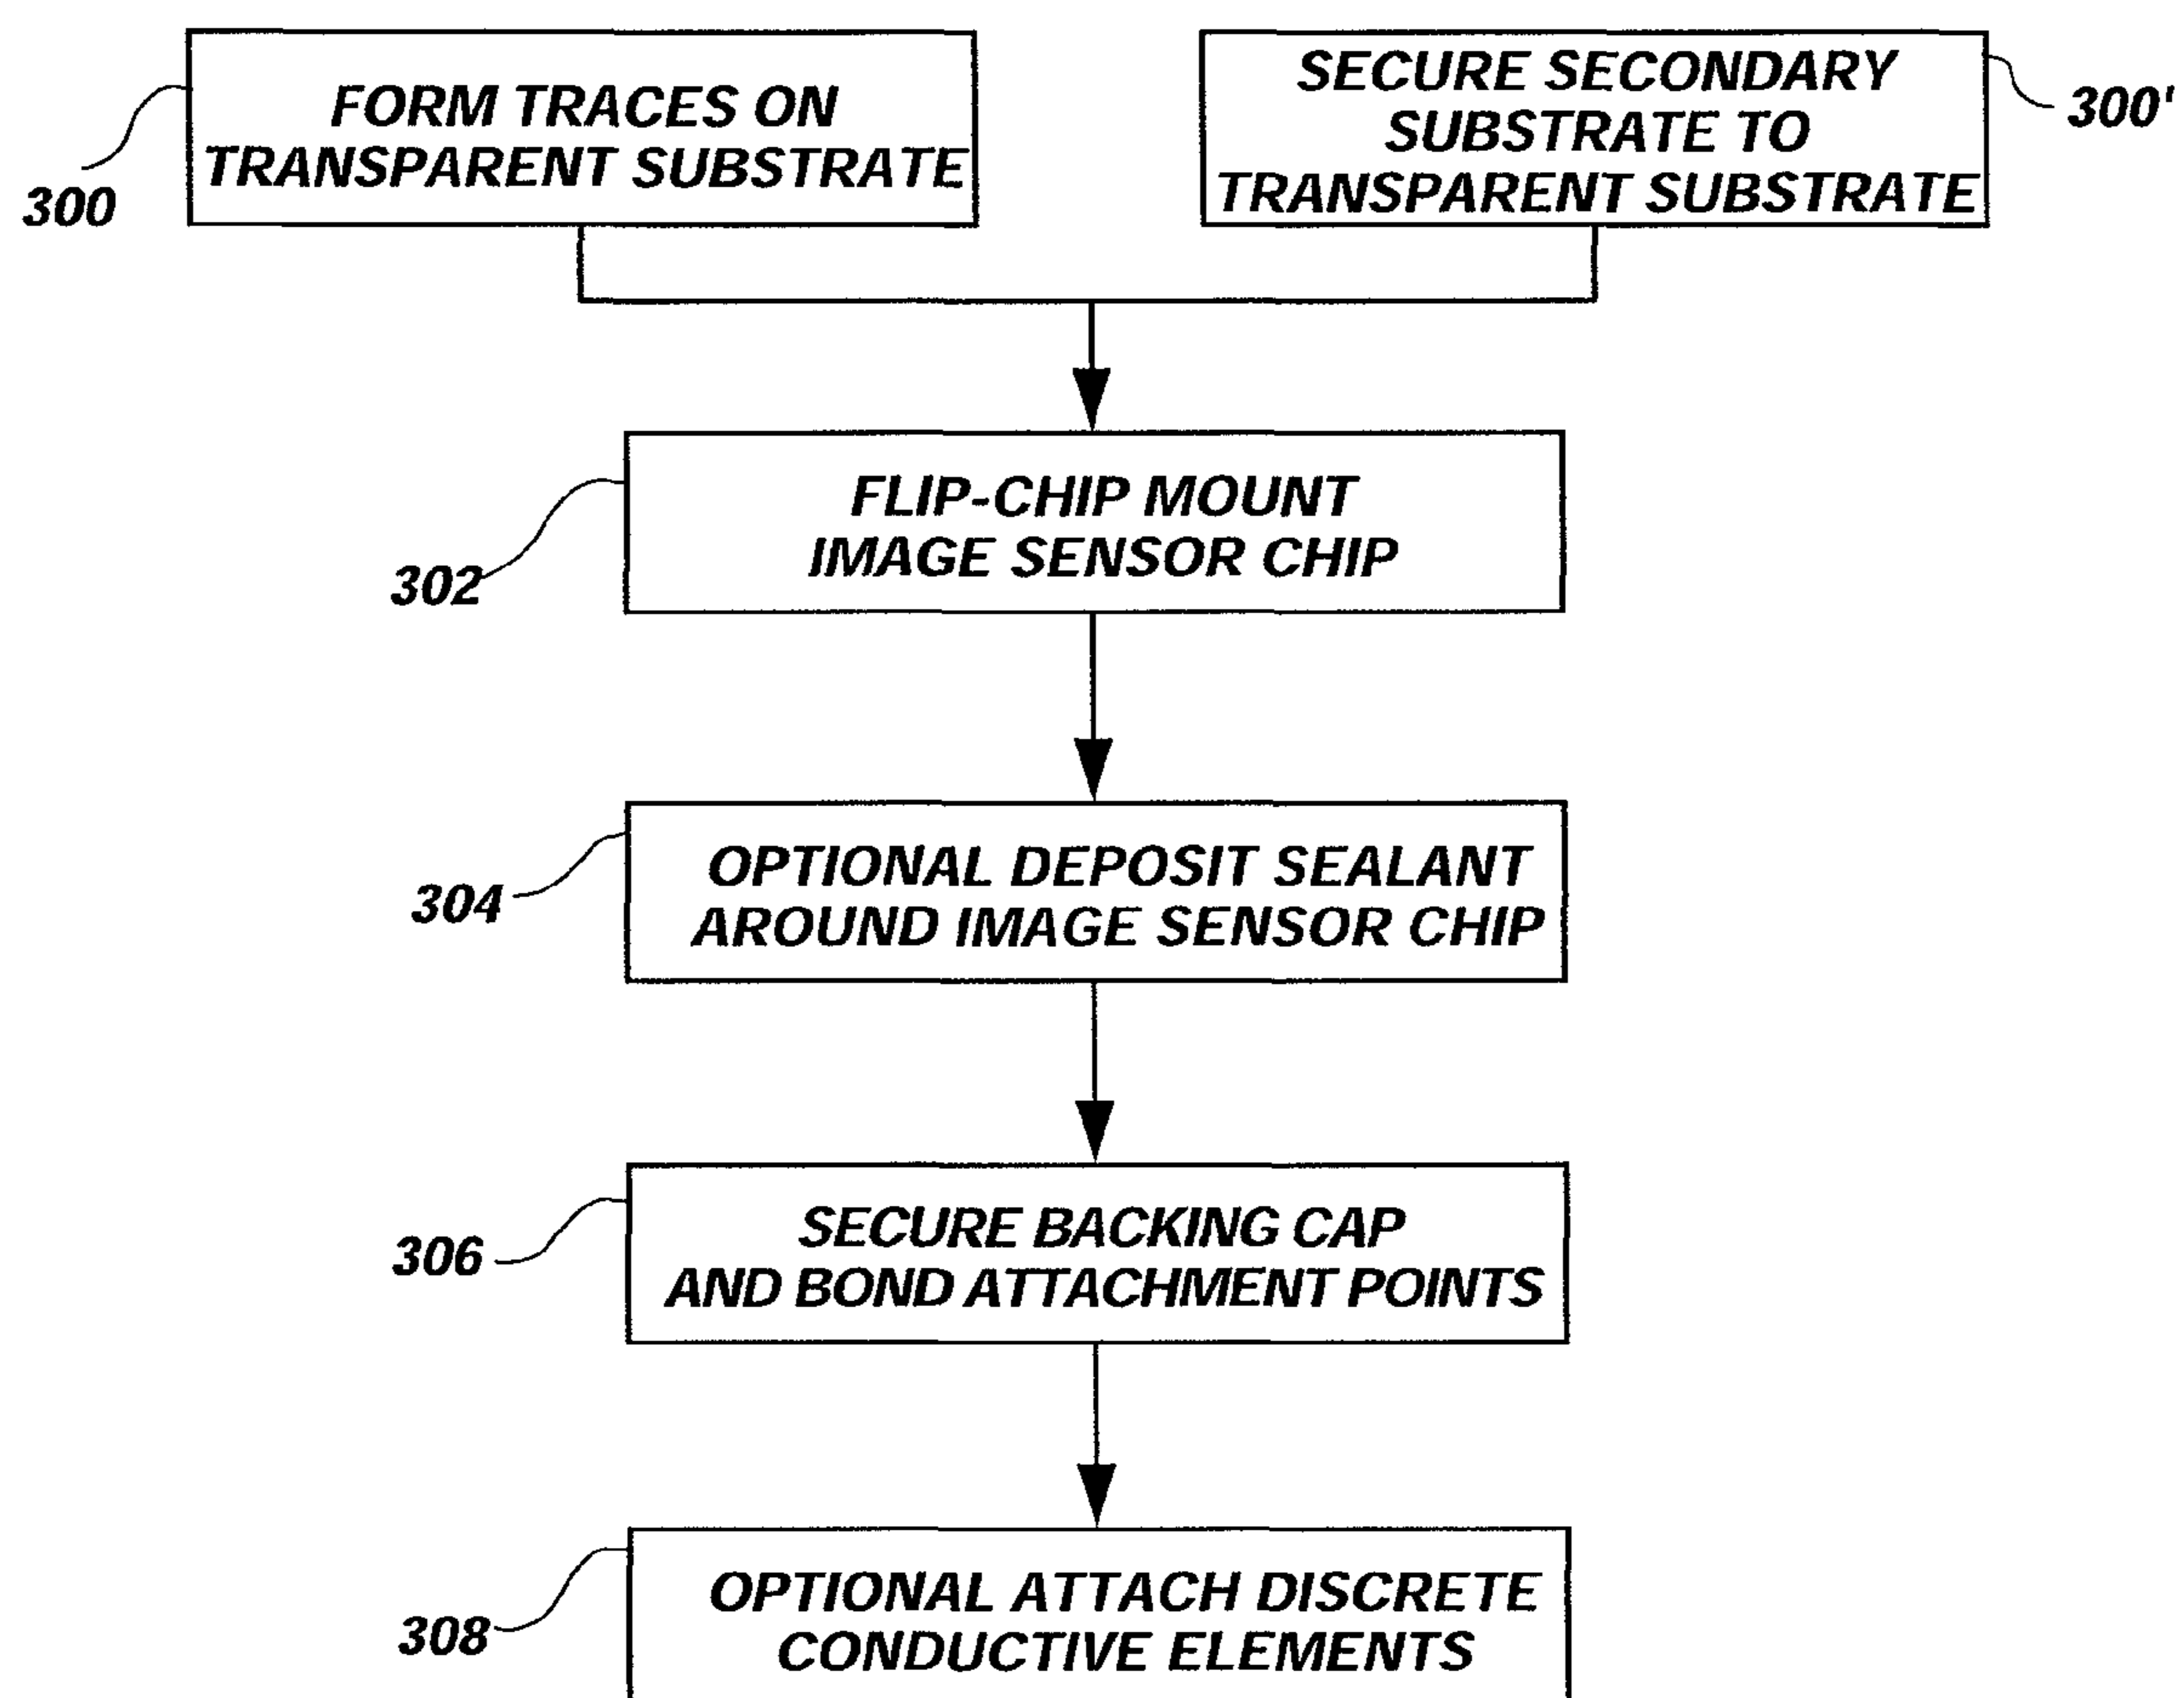 FORM TRACES ON
TRANSPARENT SUBSTRATE
300
SECURE SECONDARY
SUBSTRATE TO
TRANSPARENT SUBSTRATE
300'
FLIP-CHIP MOUNT
IMAGE SENSOR CHIP
302
OPTIONAL DEPOSIT SEALANT
AROUND IMAGE SENSOR CHIP
304
SECURE BACKING CAP
AND BOND ATTACHMENT POINTS
306
OPTIONAL ATTACH DISCRETE
CONDUCTIVE ELEMENTS
308